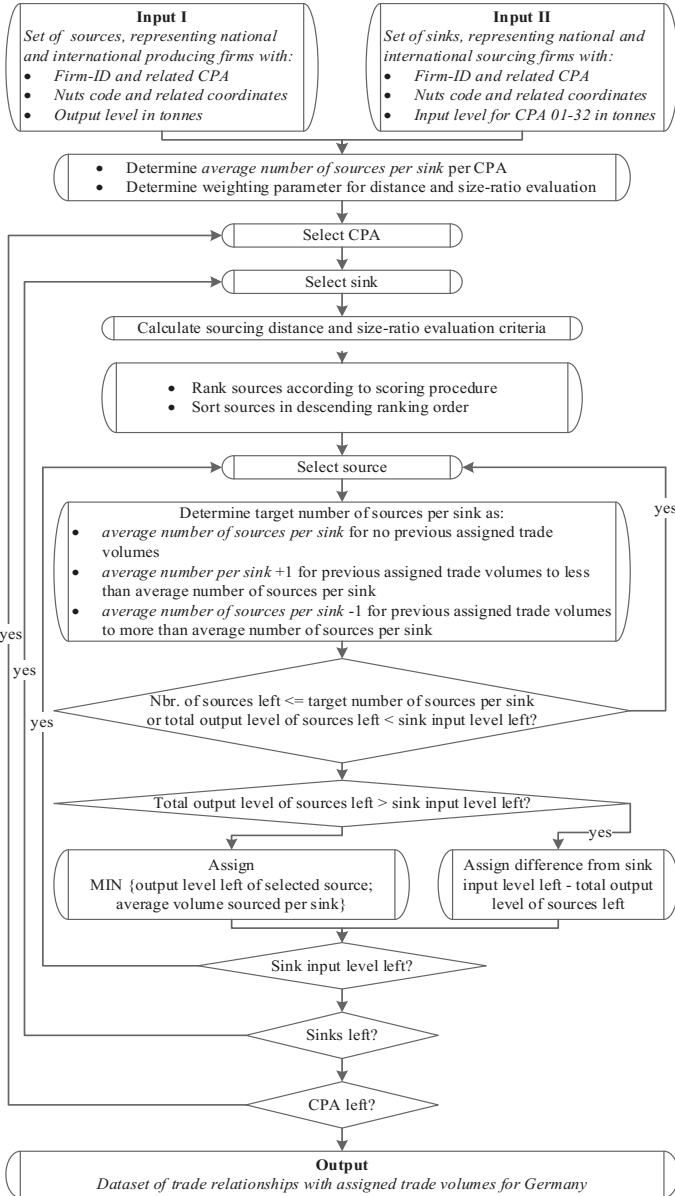 Input I
Set of sources, representing national
and international producing firms with:
• Firm-ID and related CPA
• Nuts code and related coordinates
• Output level in tonnes
Input II
Set of sinks, representing national and
international sourcing firms with:
• Firm-ID and related CPA
• Nuts code and related coordinates
• Input level for CPA 01-32 in tonnes
• Determine average number of sources per sink per CPA
• Determine weighting parameter for distance and size-ratio evaluation
Select CPA
Select sink
Calculate sourcing distance and size-ratio evaluation criteria
• Rank sources according to scoring procedure
• Sort sources in descending ranking order
Select source
Determine target number of sources per sink as:
• average number of sources per sink for no previous assigned trade
volumes
• average number per sink +1 for previous assigned trade volumes to less
than average number of sources per sink
• average number of sources per sink -1 for previous assigned trade volumes
to more than average number of sources per sink
yes
yes
yes
yes
Nbr. of sources left <= target number of sources per sink
or total output level of sources left < sink input level left?
Total output level of sources left > sink input level left?
yes
Assign
MIN {output level left of selected source;
average volume sourced per sink}
Assign difference from sink
input level left - total output
level of sources left
Sink input level left?
Sinks left?
CPA left?
Output
Dataset of trade relationships with assigned trade volumes for Germany